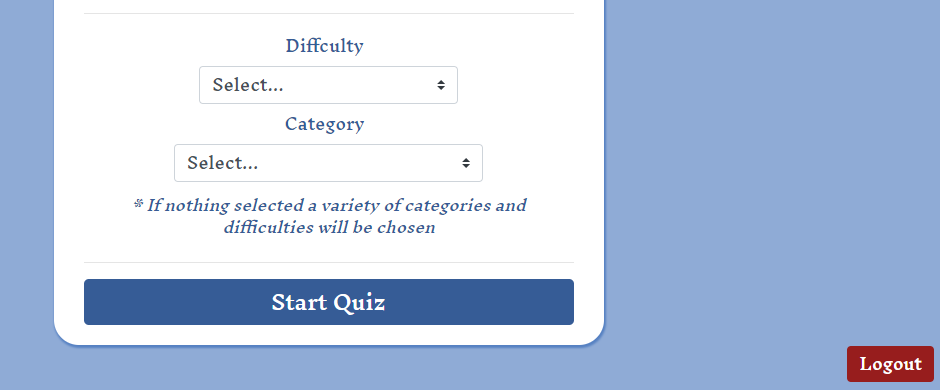 Diffculty
Select...
Category
Select...
* If nothing selected a variety of categories and
difficulties will be chosen
Start Quiz
Logout